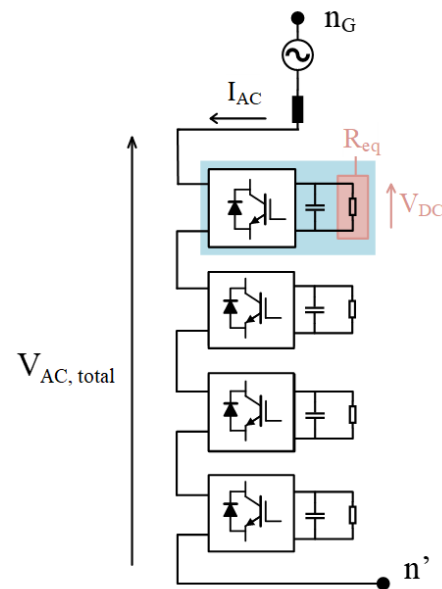 n_G
I_AC
R_eq
V_DC
V_AC, total
n’